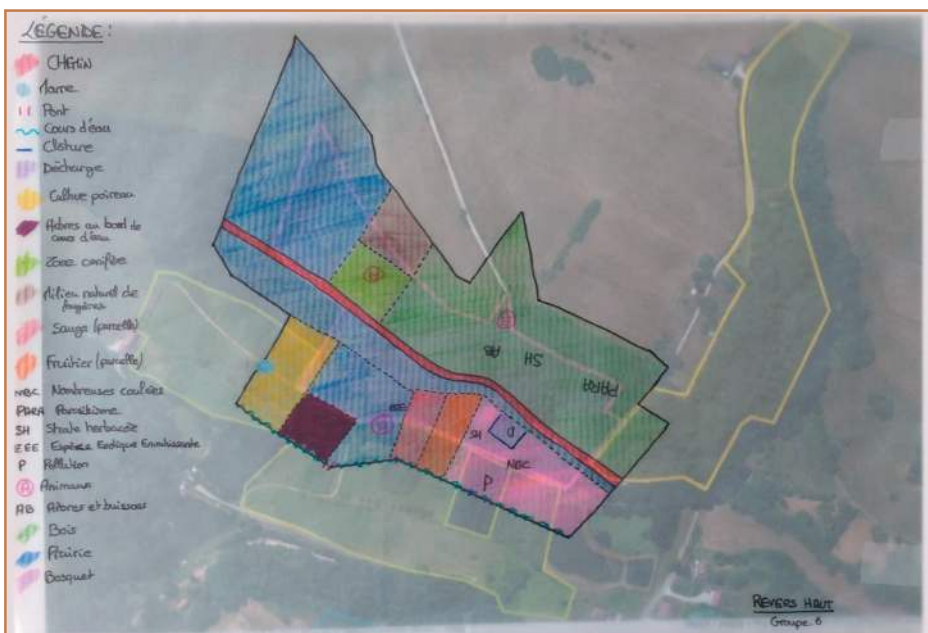 LÉGENDE :
CHEMIN
Mare
Pont
Cours d'eau
Clôture
Décharge
Culture poireau
Arbres au bord de
cours d'eau
Zone conifère
Milieu naturel de
fougères
(parcelle)
Fruitier (parcelle)
NBC Nombreuses coulées
PARA Parasitisme
SH Strate herbacée
EEE Espèce Exotique Envahissante
P Pollution
A Animaux
AB Arbres et buissons
Bois
Prairie
Bosquet
A
A
AB
SH
PARA
EEE
A
SH
D
NBC
P
REVERS HAUT
Groupe 6